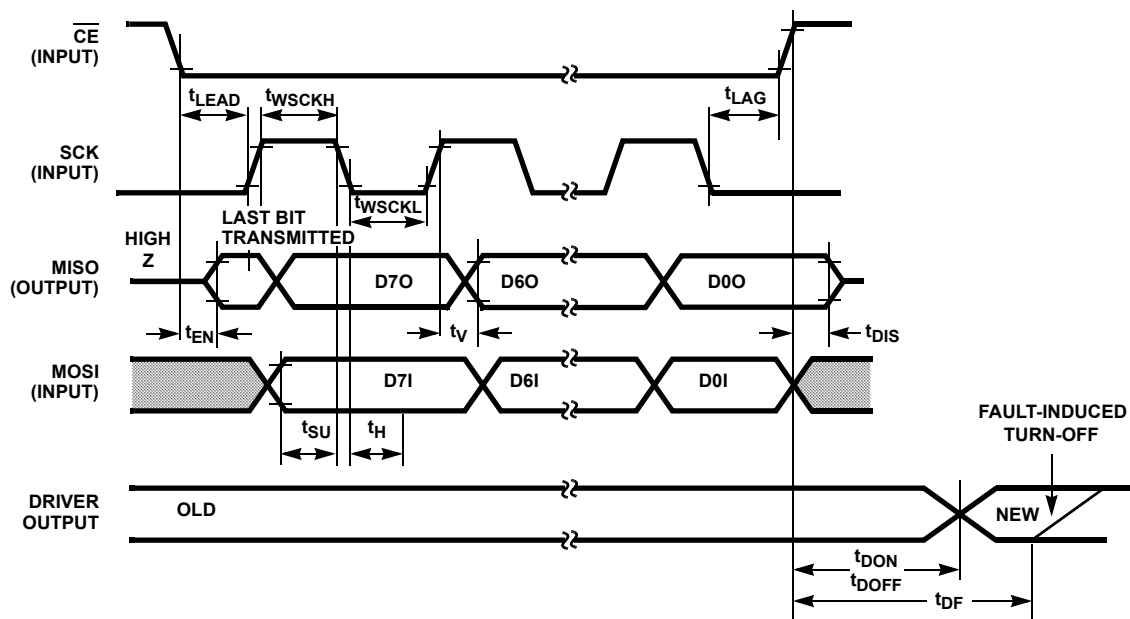 CE
(INPUT)
tLEAD
tWSCKH
tLAG
SCK
(INPUT)
tWSCKL
LAST BIT
TRANSMITTED
HIGH
Z
MISO
(OUTPUT)
D7O
D6O
D0O
tEN
tV
tDIS
MOSI
(INPUT)
D7I
D6I
D0I
tSU
tH
FAULT-INDUCED
TURN-OFF
DRIVER
OUTPUT
OLD
NEW
tDON
tDOFF
tDF